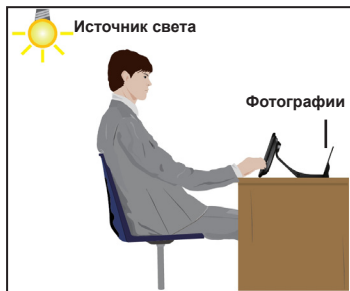 Источник света
Фотографии